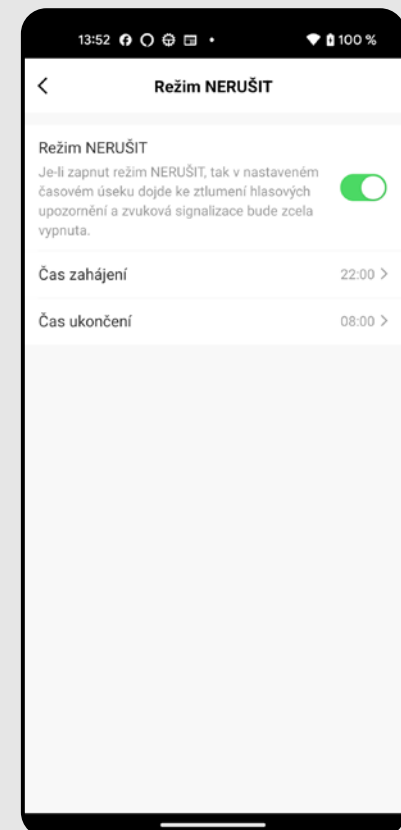 13:52 100 %
Režim NERUŠIT
Režim NERUŠIT
Je-li zapnut režim NERUŠIT, tak v nastaveném
časovém úseku dojde ke ztlumení hlasových
upozornění a zvuková signalizace bude zcela
vypnuta.
Čas zahájení 22:00
Čas ukončení 08:00